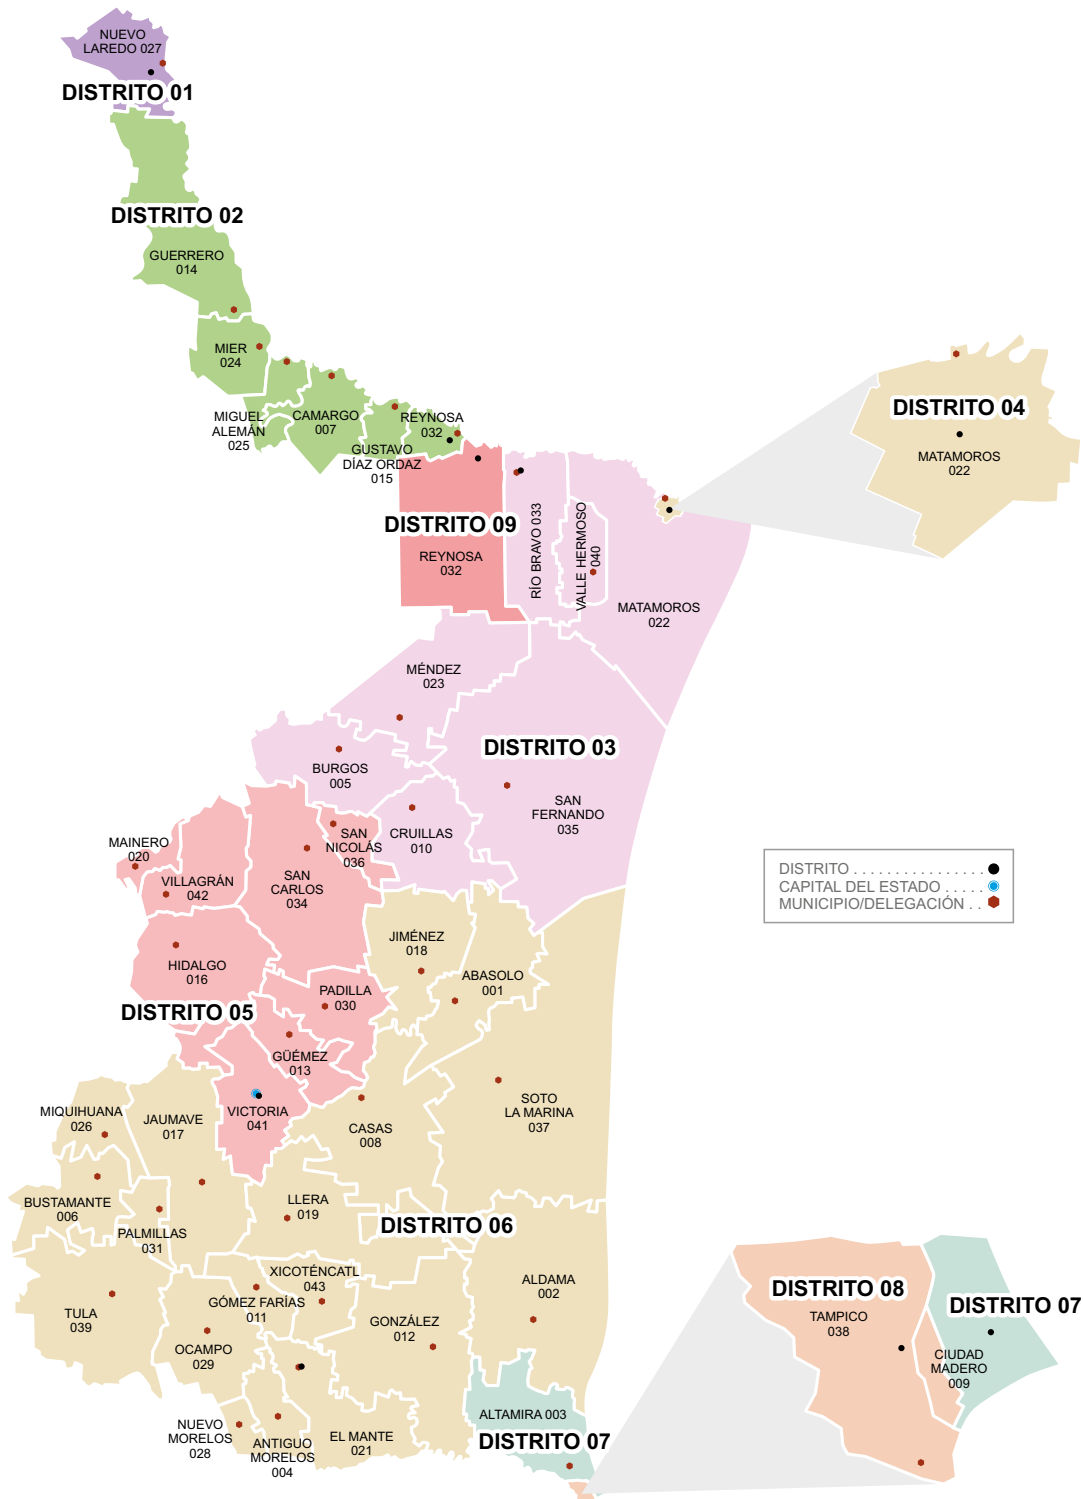 NUEVO
LAREDO 027
DISTRITO 01
DISTRITO 02
GUERRERO
014
MIER
024
MIGUEL
ALEMÁN
025
CAMARGO
007
GUSTAVO
DÍAZ ORDAZ
015
REYNOSA
032
DISTRITO 09
REYNOSA
032
RÍO BRAVO 033
VALLE HERMOSO
040
MATAMOROS
022
DISTRITO 04
MATAMOROS
022
MÉNDEZ
023
DISTRITO 03
BURGOS
005
SAN
FERNANDO
035
CRUILLAS
010
SAN
NICOLÁS
036
MAINERO
020
VILLAGRÁN
042
SAN
CARLOS
034
DISTRITO . . . . . . . . . . . . . . . .
CAPITAL DEL ESTADO . . . . .
MUNICIPIO/DELEGACIÓN . .
HIDALGO
016
JIMÉNEZ
018
ABASOLO
001
PADILLA
030
DISTRITO 05
GÜÉMEZ
013
VICTORIA
041
SOTO
LA MARINA
037
CASAS
008
MIQUIHUANA
026
JAUMAVE
017
BUSTAMANTE
006
PALMILLAS
031
LLERA
019
DISTRITO 06
XICOTÉNCATL
043
GÓMEZ FARÍAS
011
ALDAMA
002
TULA
039
OCAMPO
029
GONZÁLEZ
012
DISTRITO 08
TAMPICO
038
DISTRITO 07
CIUDAD
MADERO
009
NUEVO
MORELOS
028
ANTIGUO
MORELOS
004
EL MANTE
021
ALTAMIRA 003
DISTRITO 07